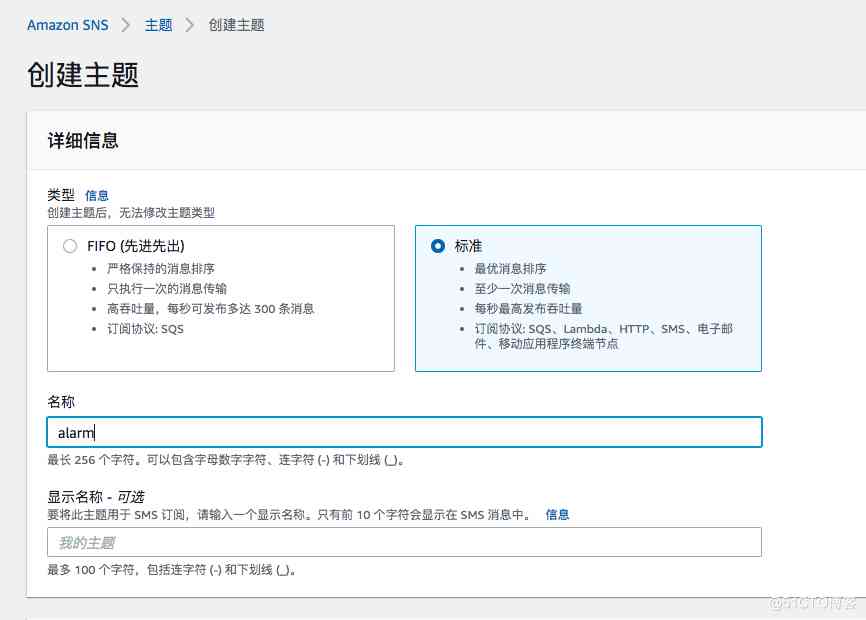 Amazon SNS > 主题 > 创建主题
创建主题
详细信息
类型 信息
创建主题后，无法修改主题类型
FIFO (先进先出)
• 严格保持的消息排序
• 只执行一次的消息传输
• 高吞吐量，每秒可发布多达 300 条消息
• 订阅协议: SQS
标准
• 最优消息排序
• 至少一次消息传输
• 每秒最高发布吞吐量
• 订阅协议: SQS、Lambda、HTTP、SMS、电子邮
件、移动应用程序终端节点
名称
alarm
最长 256 个字符。可以包含字母数字字符、连字符 (-) 和下划线 (_)。
显示名称 - 可选
要将此主题用于 SMS 订阅，请输入一个显示名称。只有前 10 个字符会显示在 SMS 消息中。 信息
我的主题
最多 100 个字符，包括连字符 (-) 和下划线 (_)。
@51CTO博客